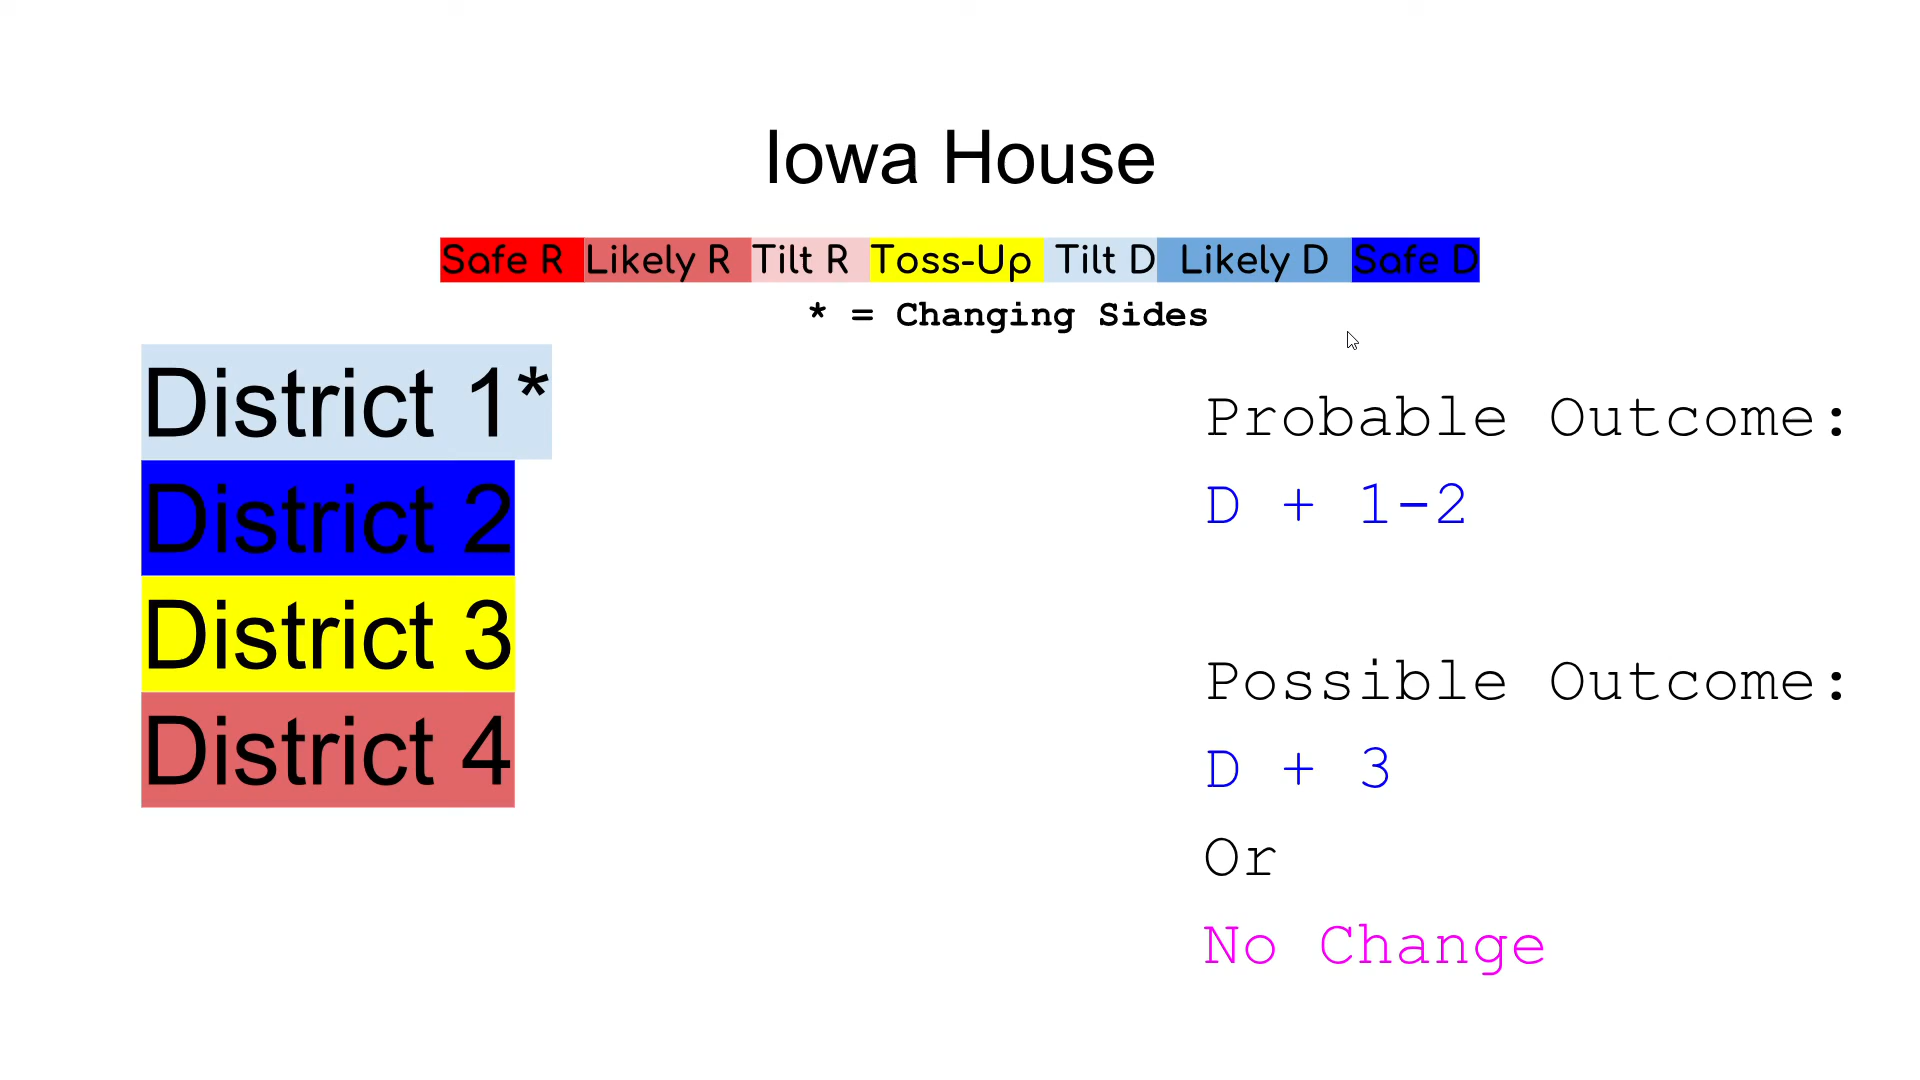 Iowa House
Safe R Likely R Tilt R Toss-Up Tilt D Likely D Safe D
* = Changing Sides
District 1*
District 2
District 3
District 4
Probable Outcome:
D + 1-2
Possible Outcome:
D + 3
Or
No Change